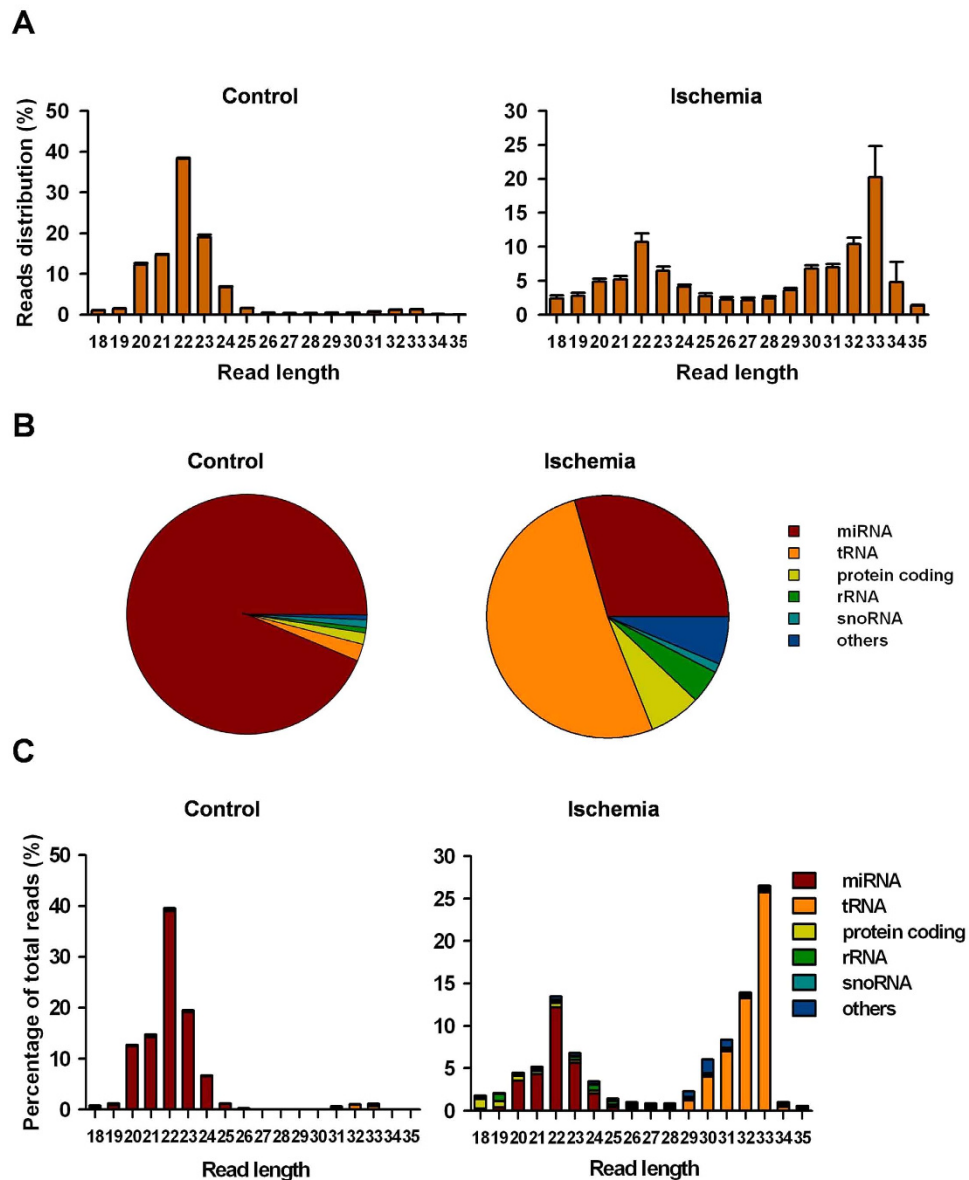 A
Control
Reads distribution (%)
50
40
30
20
10
0
18 19 20 21 22 23 24 25 26 27 28 29 30 31 32 33 34 35
Read length
Ischemia
30
25
20
15
10
5
0
18 19 20 21 22 23 24 25 26 27 28 29 30 31 32 33 34 35
Read length
B
Control
Ischemia
miRNA
tRNA
protein coding
rRNA
snoRNA
others
C
Control
Percentage of total reads (%)
50
40
30
20
10
0
18 19 20 21 22 23 24 25 26 27 28 29 30 31 32 33 34 35
Read length
Ischemia
30
25
20
15
10
5
0
18 19 20 21 22 23 24 25 26 27 28 29 30 31 32 33 34 35
Read length
miRNA
tRNA
protein coding
rRNA
snoRNA
others